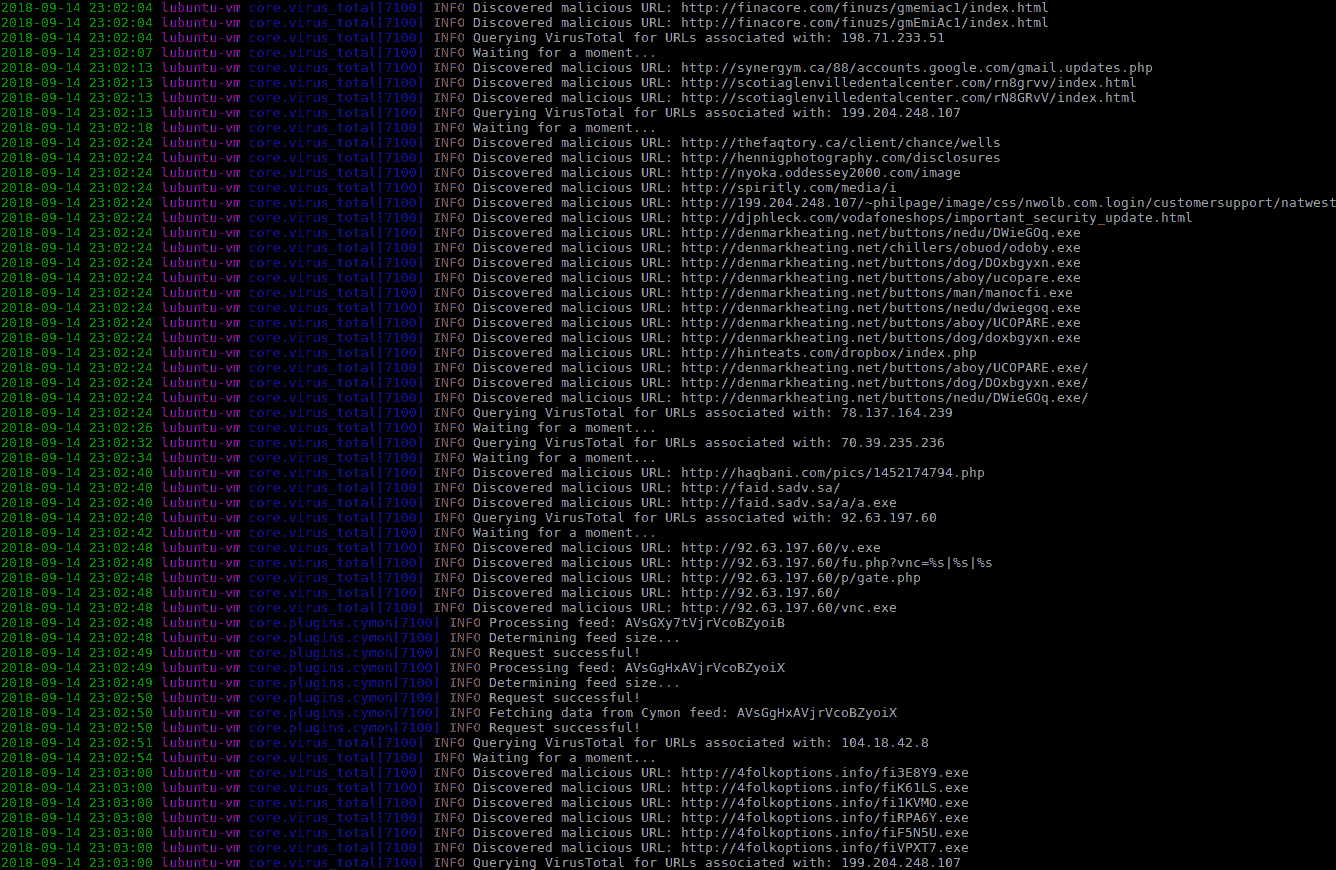 2018-09-14 23:02:04 lubuntu-vm core.virus_total[7100] INFO Discovered malicious URL: http://finacore.com/finuzs/gmemiac1/index.html
2018-09-14 23:02:04 lubuntu-vm core.virus_total[7100] INFO Discovered malicious URL: http://finacore.com/finuzs/gmEmiAc1/index.html
2018-09-14 23:02:04 lubuntu-vm core.virus_total[7100] INFO Querying VirusTotal for URLs associated with: 198.71.233.51
2018-09-14 23:02:07 lubuntu-vm core.virus_total[7100] INFO Waiting for a moment...
2018-09-14 23:02:13 lubuntu-vm core.virus_total[7100] INFO Discovered malicious URL: http://synergym.ca/88/accounts.google.com/gmail.updates.php
2018-09-14 23:02:13 lubuntu-vm core.virus_total[7100] INFO Discovered malicious URL: http://scotiaglenvilledentalcenter.com/rn8grvv/index.html
2018-09-14 23:02:13 lubuntu-vm core.virus_total[7100] INFO Discovered malicious URL: http://scotiaglenvilledentalcenter.com/rN8GRvV/index.html
2018-09-14 23:02:13 lubuntu-vm core.virus_total[7100] INFO Querying VirusTotal for URLs associated with: 199.204.248.107
2018-09-14 23:02:18 lubuntu-vm core.virus_total[7100] INFO Waiting for a moment...
2018-09-14 23:02:24 lubuntu-vm core.virus_total[7100] INFO Discovered malicious URL: http://thefaqtory.ca/client/chance/wells
2018-09-14 23:02:24 lubuntu-vm core.virus_total[7100] INFO Discovered malicious URL: http://hennigphotography.com/disclosures
2018-09-14 23:02:24 lubuntu-vm core.virus_total[7100] INFO Discovered malicious URL: http://nyoka.oddessey2000.com/image
2018-09-14 23:02:24 lubuntu-vm core.virus_total[7100] INFO Discovered malicious URL: http://spiritly.com/media/i
2018-09-14 23:02:24 lubuntu-vm core.virus_total[7100] INFO Discovered malicious URL: http://199.204.248.107/~philpage/image/css/nwolb.com.login/customersupport/natwest
2018-09-14 23:02:24 lubuntu-vm core.virus_total[7100] INFO Discovered malicious URL: http://djphleck.com/vodafoneshops/important_security_update.html
2018-09-14 23:02:24 lubuntu-vm core.virus_total[7100] INFO Discovered malicious URL: http://denmarkheating.net/buttons/nedu/DWieGOq.exe
2018-09-14 23:02:24 lubuntu-vm core.virus_total[7100] INFO Discovered malicious URL: http://denmarkheating.net/chillers/obuod/odoby.exe
2018-09-14 23:02:24 lubuntu-vm core.virus_total[7100] INFO Discovered malicious URL: http://denmarkheating.net/buttons/dog/DOxbgyxn.exe
2018-09-14 23:02:24 lubuntu-vm core.virus_total[7100] INFO Discovered malicious URL: http://denmarkheating.net/buttons/aboy/ucopare.exe
2018-09-14 23:02:24 lubuntu-vm core.virus_total[7100] INFO Discovered malicious URL: http://denmarkheating.net/buttons/man/manocfi.exe
2018-09-14 23:02:24 lubuntu-vm core.virus_total[7100] INFO Discovered malicious URL: http://denmarkheating.net/buttons/nedu/dwiegoq.exe
2018-09-14 23:02:24 lubuntu-vm core.virus_total[7100] INFO Discovered malicious URL: http://denmarkheating.net/buttons/aboy/UCOPARE.exe
2018-09-14 23:02:24 lubuntu-vm core.virus_total[7100] INFO Discovered malicious URL: http://denmarkheating.net/buttons/dog/doxbgyxn.exe
2018-09-14 23:02:24 lubuntu-vm core.virus_total[7100] INFO Discovered malicious URL: http://hinteats.com/dropbox/index.php
2018-09-14 23:02:24 lubuntu-vm core.virus_total[7100] INFO Discovered malicious URL: http://denmarkheating.net/buttons/aboy/UCOPARE.exe/
2018-09-14 23:02:24 lubuntu-vm core.virus_total[7100] INFO Discovered malicious URL: http://denmarkheating.net/buttons/dog/DOxbgyxn.exe/
2018-09-14 23:02:24 lubuntu-vm core.virus_total[7100] INFO Discovered malicious URL: http://denmarkheating.net/buttons/nedu/DWieGOq.exe/
2018-09-14 23:02:24 lubuntu-vm core.virus_total[7100] INFO Querying VirusTotal for URLs associated with: 78.137.164.239
2018-09-14 23:02:26 lubuntu-vm core.virus_total[7100] INFO Waiting for a moment...
2018-09-14 23:02:32 lubuntu-vm core.virus_total[7100] INFO Querying VirusTotal for URLs associated with: 70.39.235.236
2018-09-14 23:02:34 lubuntu-vm core.virus_total[7100] INFO Waiting for a moment...
2018-09-14 23:02:40 lubuntu-vm core.virus_total[7100] INFO Discovered malicious URL: http://haqbani.com/pics/1452174794.php
2018-09-14 23:02:40 lubuntu-vm core.virus_total[7100] INFO Discovered malicious URL: http://faid.sadv.sa/
2018-09-14 23:02:40 lubuntu-vm core.virus_total[7100] INFO Discovered malicious URL: http://faid.sadv.sa/a/a.exe
2018-09-14 23:02:40 lubuntu-vm core.virus_total[7100] INFO Querying VirusTotal for URLs associated with: 92.63.197.60
2018-09-14 23:02:42 lubuntu-vm core.virus_total[7100] INFO Waiting for a moment...
2018-09-14 23:02:48 lubuntu-vm core.virus_total[7100] INFO Discovered malicious URL: http://92.63.197.60/v.exe
2018-09-14 23:02:48 lubuntu-vm core.virus_total[7100] INFO Discovered malicious URL: http://92.63.197.60/fu.php?vnc=%s|%s|%s
2018-09-14 23:02:48 lubuntu-vm core.virus_total[7100] INFO Discovered malicious URL: http://92.63.197.60/p/gate.php
2018-09-14 23:02:48 lubuntu-vm core.virus_total[7100] INFO Discovered malicious URL: http://92.63.197.60/
2018-09-14 23:02:48 lubuntu-vm core.virus_total[7100] INFO Discovered malicious URL: http://92.63.197.60/vnc.exe
2018-09-14 23:02:48 lubuntu-vm core.plugins.cymon[7100] INFO Processing feed: AVsGXy7tVjrVcoBZyoiB
2018-09-14 23:02:48 lubuntu-vm core.plugins.cymon[7100] INFO Determining feed size...
2018-09-14 23:02:49 lubuntu-vm core.plugins.cymon[7100] INFO Request successful!
2018-09-14 23:02:49 lubuntu-vm core.plugins.cymon[7100] INFO Processing feed: AVsGgHxAVjrVcoBZyoiX
2018-09-14 23:02:49 lubuntu-vm core.plugins.cymon[7100] INFO Determining feed size...
2018-09-14 23:02:50 lubuntu-vm core.plugins.cymon[7100] INFO Request successful!
2018-09-14 23:02:50 lubuntu-vm core.plugins.cymon[7100] INFO Fetching data from Cymon feed: AVsGgHxAVjrVcoBZyoiX
2018-09-14 23:02:50 lubuntu-vm core.plugins.cymon[7100] INFO Request successful!
2018-09-14 23:02:51 lubuntu-vm core.virus_total[7100] INFO Querying VirusTotal for URLs associated with: 104.18.42.8
2018-09-14 23:02:54 lubuntu-vm core.virus_total[7100] INFO Waiting for a moment...
2018-09-14 23:03:00 lubuntu-vm core.virus_total[7100] INFO Discovered malicious URL: http://4folkoptions.info/fi3E8Y9.exe
2018-09-14 23:03:00 lubuntu-vm core.virus_total[7100] INFO Discovered malicious URL: http://4folkoptions.info/fiK61LS.exe
2018-09-14 23:03:00 lubuntu-vm core.virus_total[7100] INFO Discovered malicious URL: http://4folkoptions.info/fi1KVMO.exe
2018-09-14 23:03:00 lubuntu-vm core.virus_total[7100] INFO Discovered malicious URL: http://4folkoptions.info/fiRPA6Y.exe
2018-09-14 23:03:00 lubuntu-vm core.virus_total[7100] INFO Discovered malicious URL: http://4folkoptions.info/fiF5N5U.exe
2018-09-14 23:03:00 lubuntu-vm core.virus_total[7100] INFO Discovered malicious URL: http://4folkoptions.info/fiVPXT7.exe
2018-09-14 23:03:00 lubuntu-vm core.virus_total[7100] INFO Querying VirusTotal for URLs associated with: 199.204.248.107